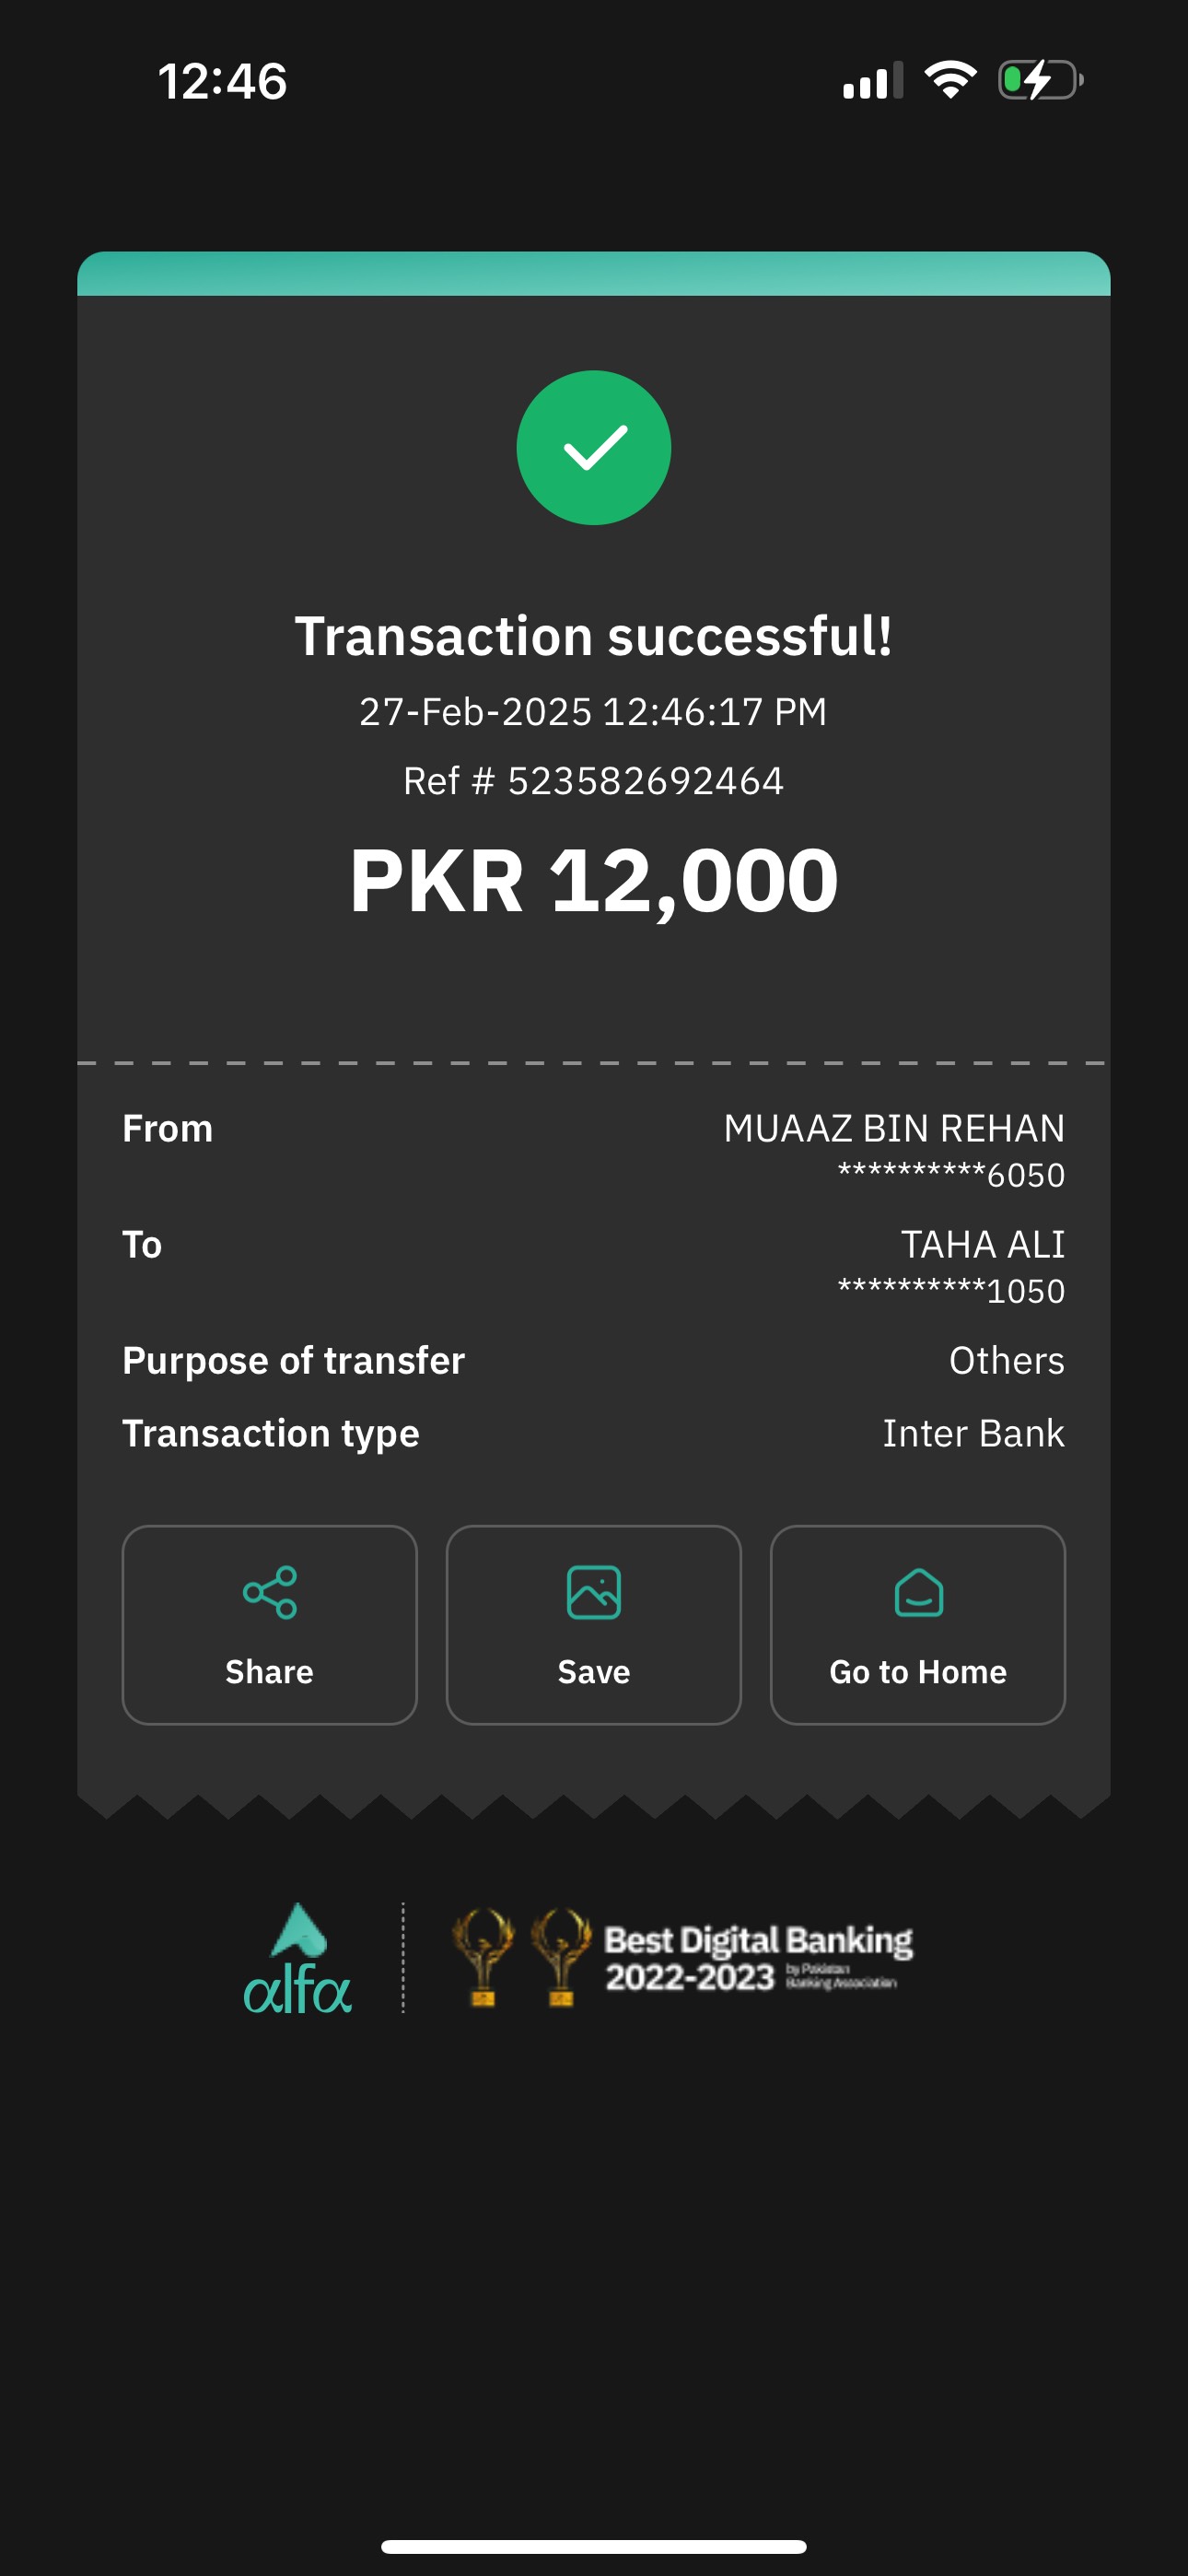 12:46
Transaction successful!
27-Feb-2025 12:46:17 PM
Ref # 523582692464
PKR 12,000
From MUAAZ BIN REHAN
**********6050
To TAHA ALI
**********1050
Purpose of transfer Others
Transaction type Inter Bank
Share Save Go to Home
alfa
Best Digital Banking
2022-2023 by Pakistan
Banking Association